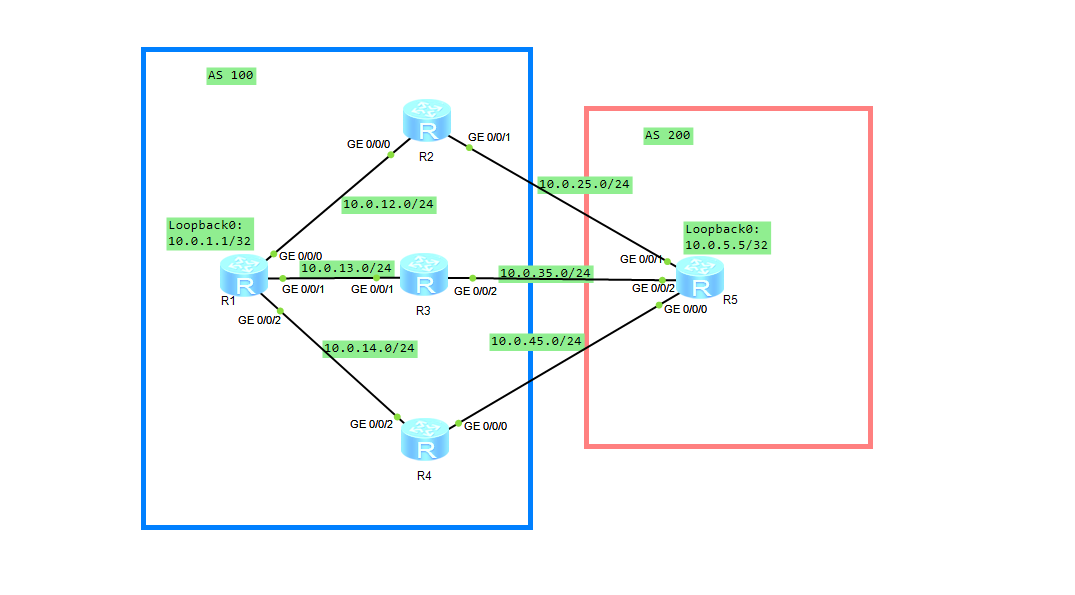 AS 100
R
GE 0/0/0
GE 0/0/1
R2
AS 200
10.0.25.0/24
10.0.12.0/24
Loopback0:
10.0.1.1/32
Loopback0:
10.0.5.5/32
GE 0/0/0
10.0.13.0/24
GE 0/0/1
10.0.35.0/24
R
R
R
GE 0/0/1
GE 0/0/1
GE 0/0/2
GE 0/0/2
R1
R3
R5
GE 0/0/2
GE 0/0/0
10.0.14.0/24
10.0.45.0/24
GE 0/0/2
GE 0/0/0
R
R4